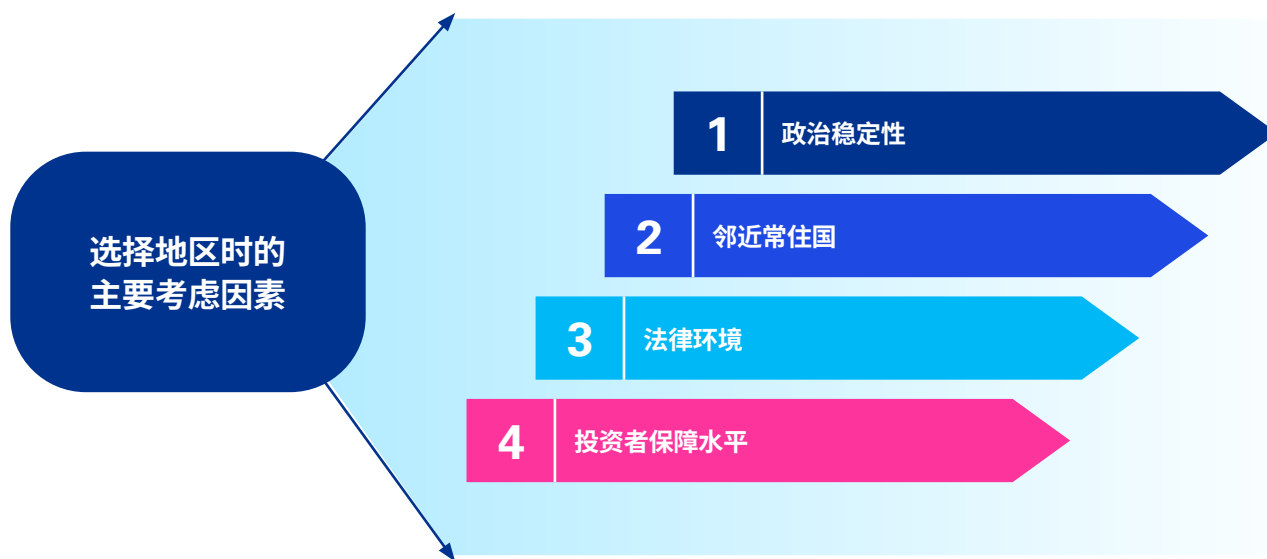 选择地区时的
主要考虑因素
1 政治稳定性
2 邻近常住国
3 法律环境
4 投资者保障水平